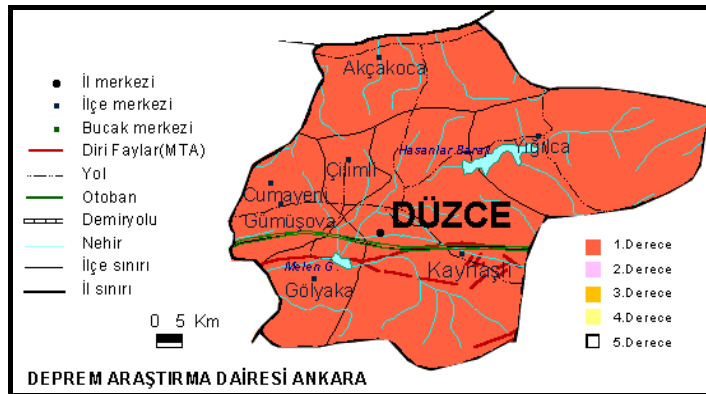 İl merkezi
İlçe merkezi
Bucak merkezi
Diri Faylar(MTA)
Yol
Otoban
Demiryolu
Nehir
İlçe sınırı
İl sınırı
0 5 Km
DEPREM ARAŞTIRMA DAİRESİ ANKARA
Akçakoca
Hasanlar Barajı
Yığılca
Çilimli
Cumayeni
Gümüşova
DÜZCE
Melen G.
Kaynaşlı
Gölyaka
1.Derece
2.Derece
3.Derece
4.Derece
5.Derece